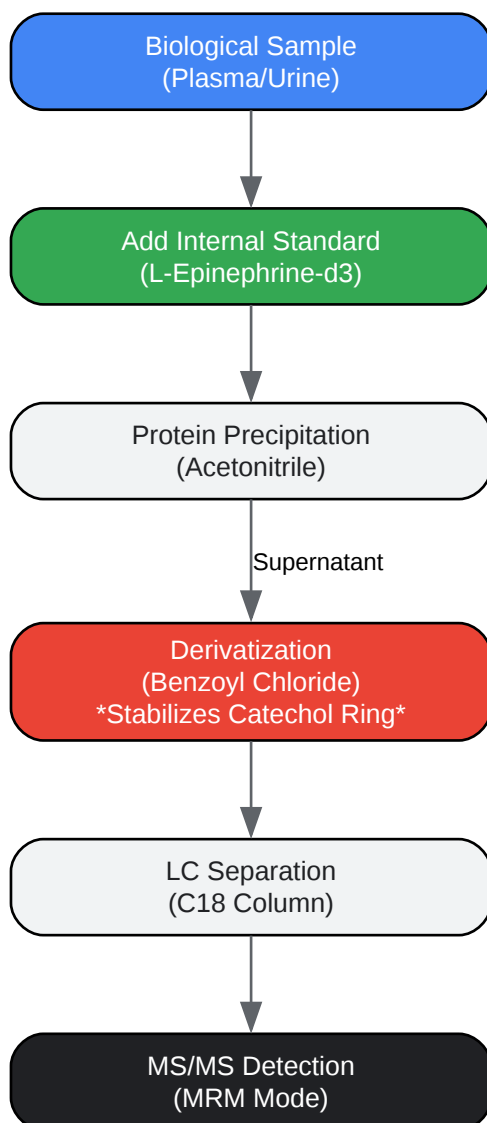 Biological Sample
(Plasma/Urine)
Add Internal Standard
(L-Epinephrine-d3)
Protein Precipitation
(Acetonitrile)
Supernatant
Derivatization
(Benzoyl Chloride)
*Stabilizes Catechol Ring*
LC Separation
(C18 Column)
MS/MS Detection
(MRM Mode)